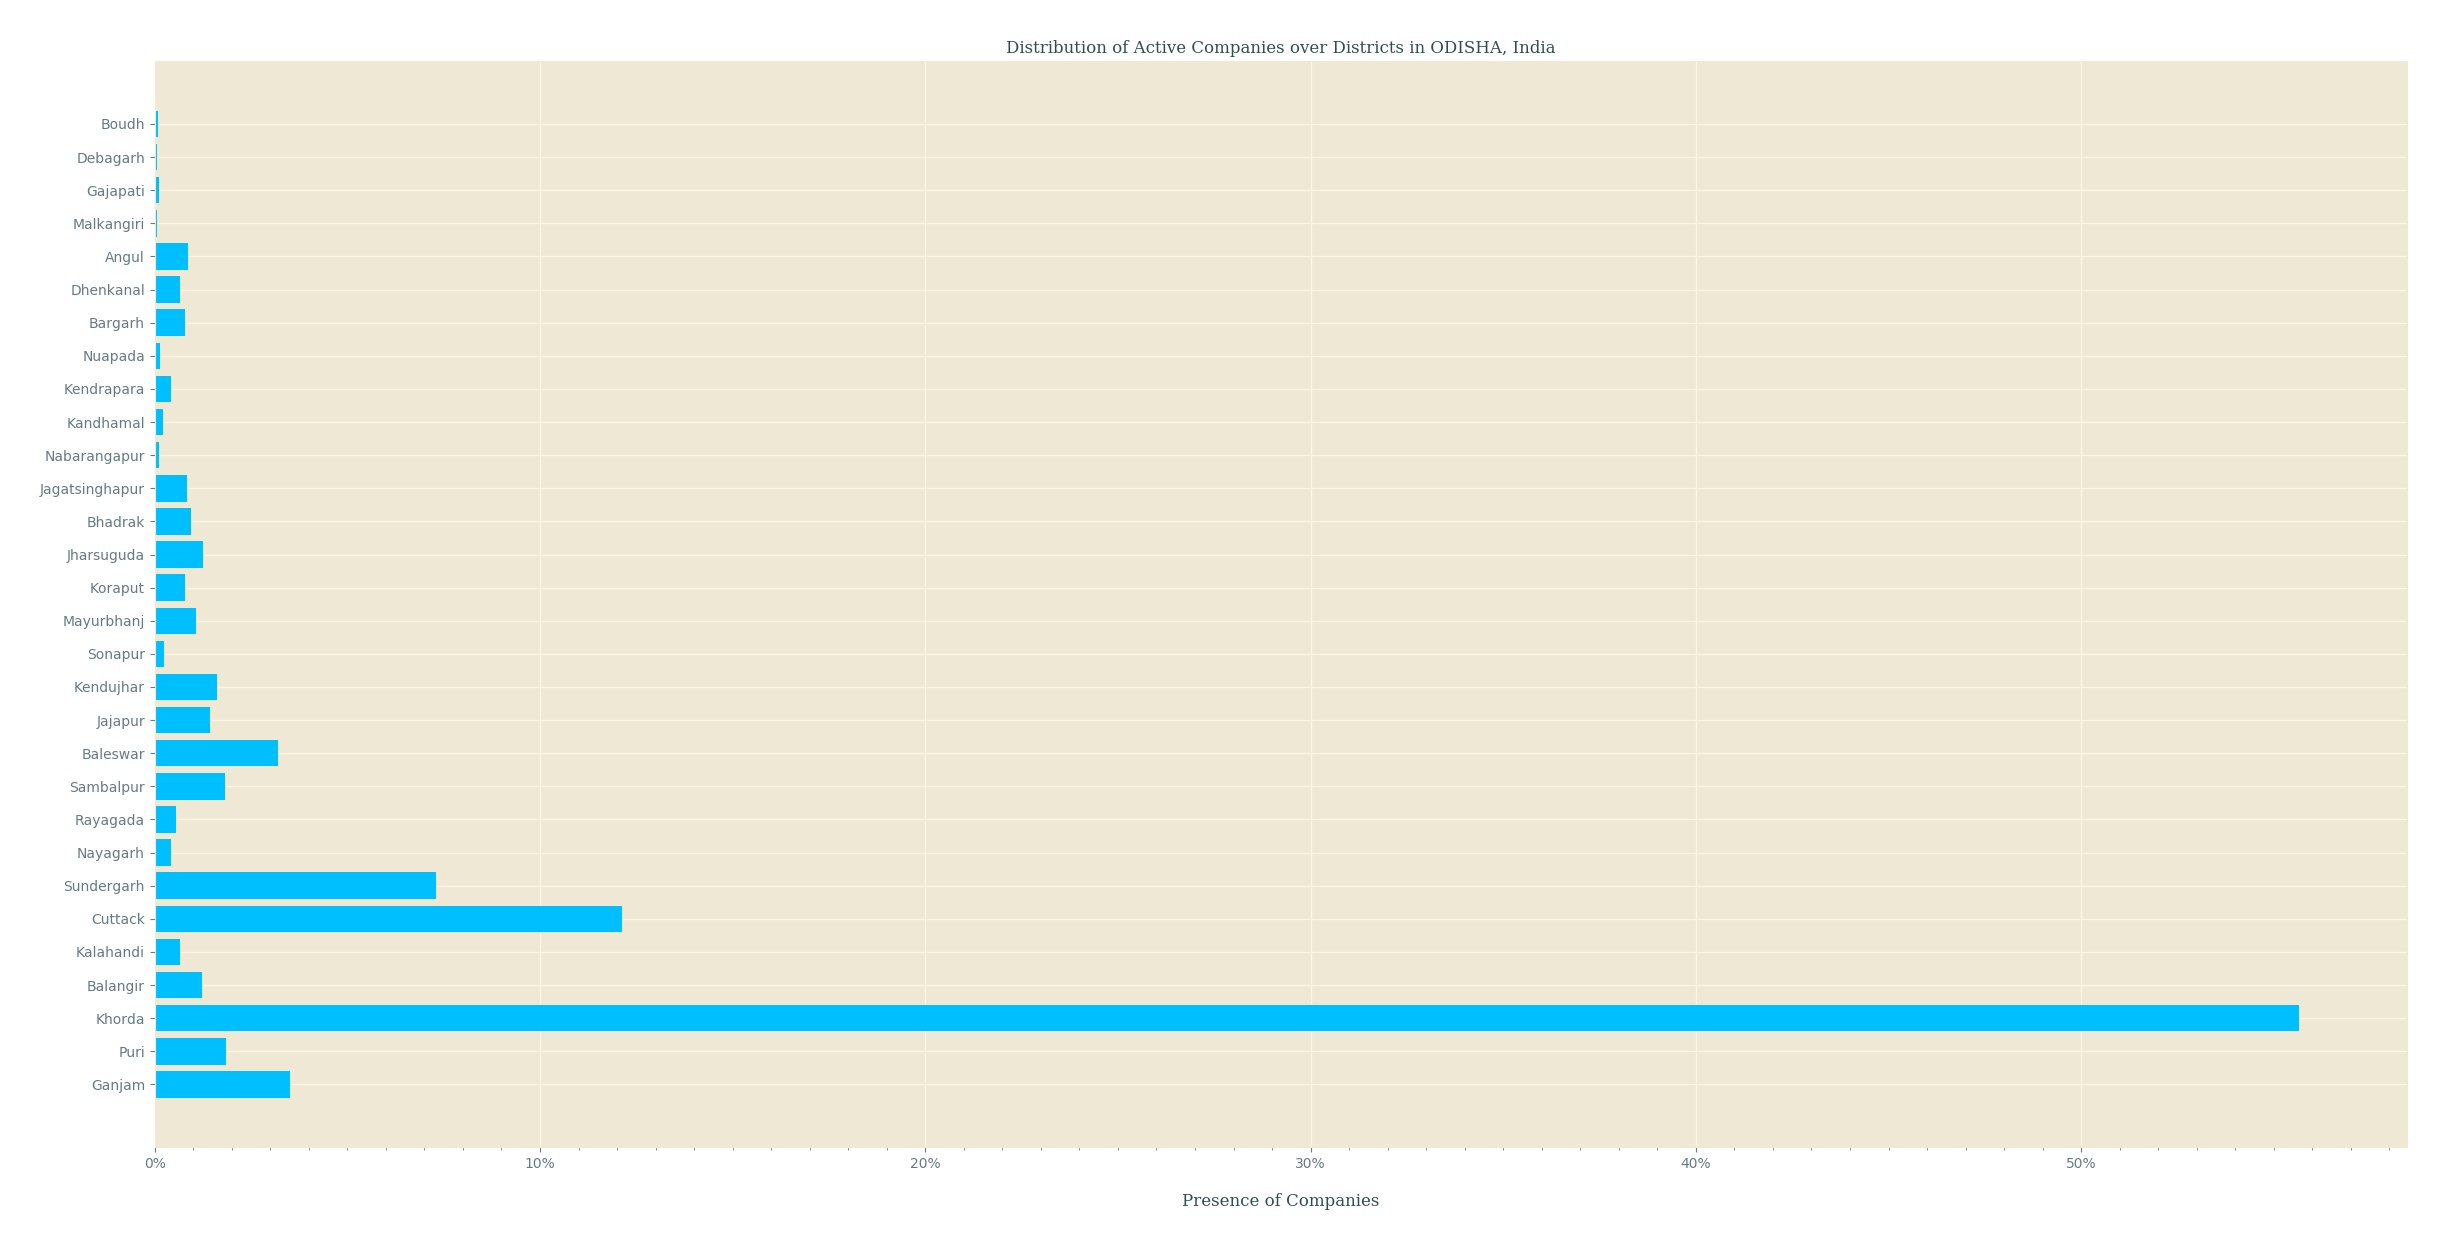 Distribution of Active Companies over Districts in ODISHA, India
Boudh
Debagarh
Gajapati
Malkangiri
Angul
Dhenkanal
Bargarh
Nuapada
Kendrapara
Kandhamal
Nabarangapur
Jagatsinghapur
Bhadrak
Jharsuguda
Koraput
Mayurbhanj
Sonapur
Kendujhar
Jajapur
Baleswar
Sambalpur
Rayagada
Nayagarh
Sundergarh
Cuttack
Kalahandi
Balangir
Khorda
Puri
Ganjam
0% 10% 20% 30% 40% 50%
Presence of Companies